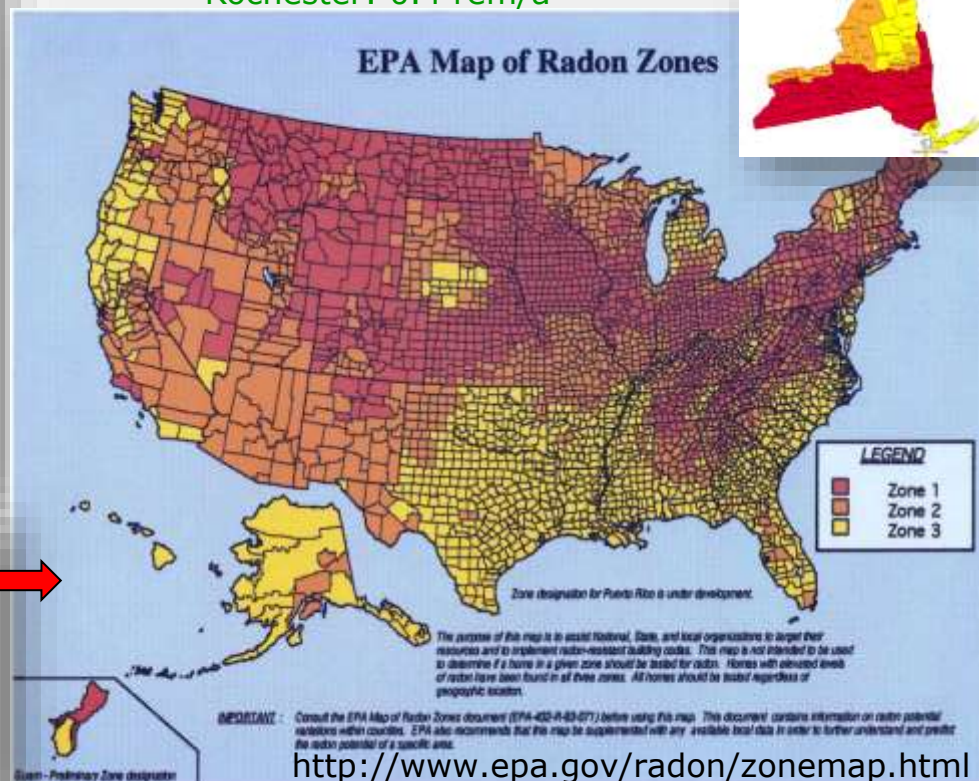 Rochester: 0.4 rem/a
EPA Map of Radon Zones
LEGEND
Zone 1
Zone 2
Zone 3
Zone designation for Puerto Rico is under development.
The purpose of this map is to assist National, State, and local organizations to target their
resources and to implement radon-resistant building codes. This map is not intended to be used
to determine if a home in a given zone should be tested for radon. Homes with elevated levels
of radon have been found in all three zones. All homes should be tested regardless of
geographic location.
IMPORTANT : Consult the EPA Map of Radon Zones document (EPA-402-R-93-071) before using this map. This document contains information on radon potential
variations within counties. EPA also recommends that this map be supplemented with any available local data in order to further understand and predict
the radon potential of a specific area.
Guam - Preliminary Zone designation
http://www.epa.gov/radon/zonemap.html